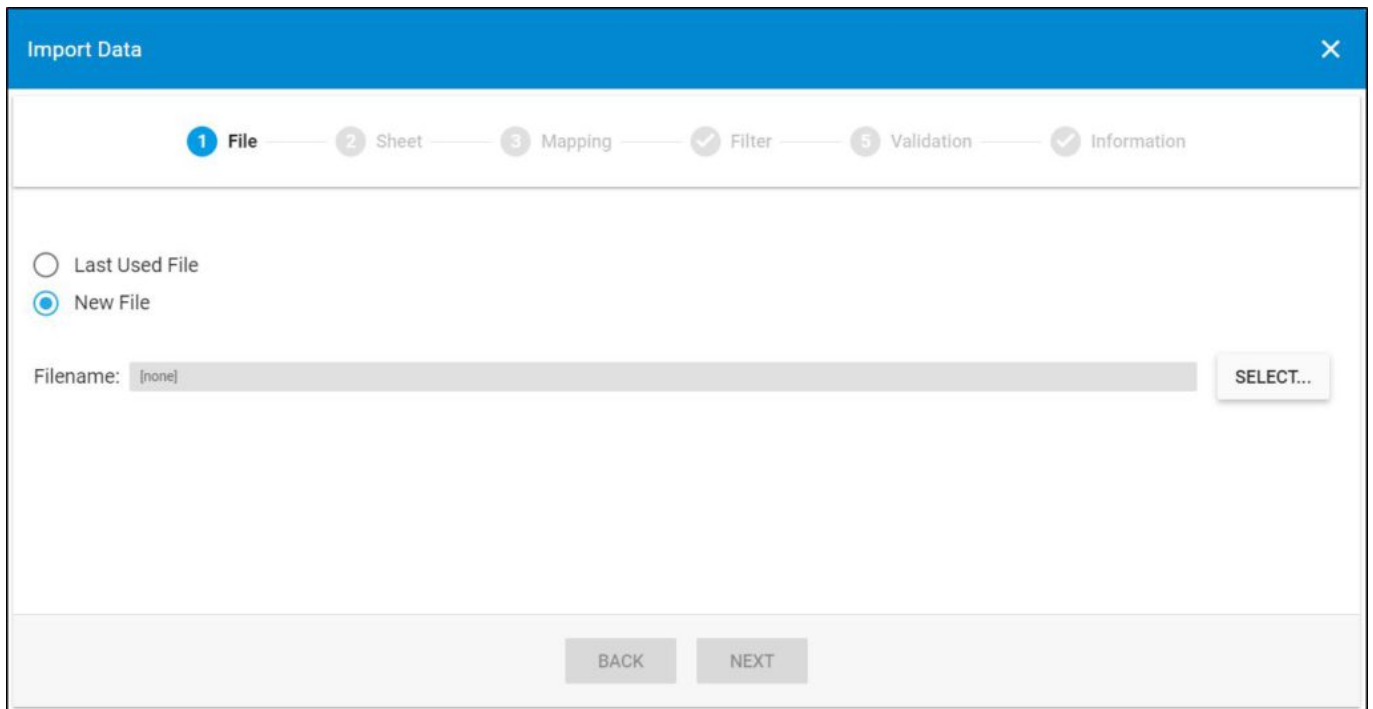 Import Data
1 File 2 Sheet 3 Mapping Filter 5 Validation Information
Last Used File
New File
Filename: [none] SELECT...
BACK NEXT